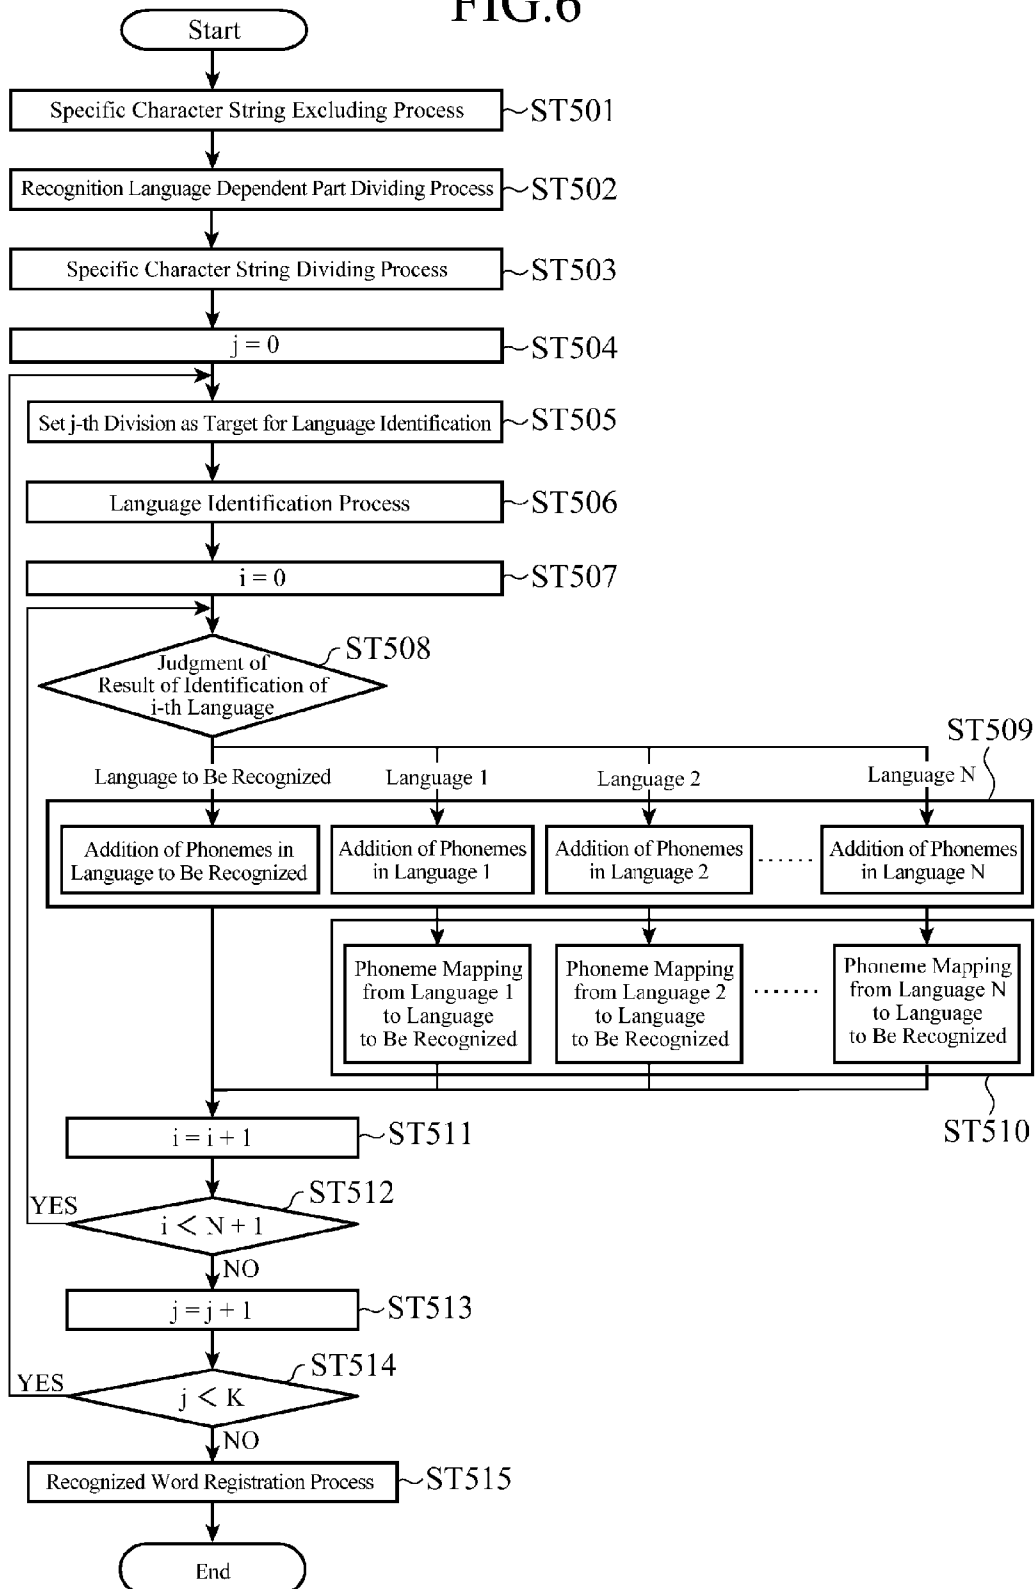 FIG.6
Start
Specific Character String Excluding Process
ST501
Recognition Language Dependent Part Dividing Process
ST502
Specific Character String Dividing Process
ST503
j = 0
ST504
Set j-th Division as Target for Language Identification
ST505
Language Identification Process
ST506
i = 0
ST507
Judgment of
Result of Identification of
i-th Language
ST508
ST509
Language to Be Recognized
Language 1
Language 2
Language N
Addition of Phonemes in
Language to Be Recognized
Addition of Phonemes
in Language 1
Addition of Phonemes
in Language 2
......
Addition of Phonemes
in Language N
Phoneme Mapping
from Language 1
to Language
to Be Recognized
Phoneme Mapping
from Language 2
to Language
to Be Recognized
.......
Phoneme Mapping
from Language N
to Language
to Be Recognized
ST510
i = i + 1
ST511
YES
i < N + 1
ST512
NO
j = j + 1
ST513
YES
j < K
ST514
NO
Recognized Word Registration Process
ST515
End